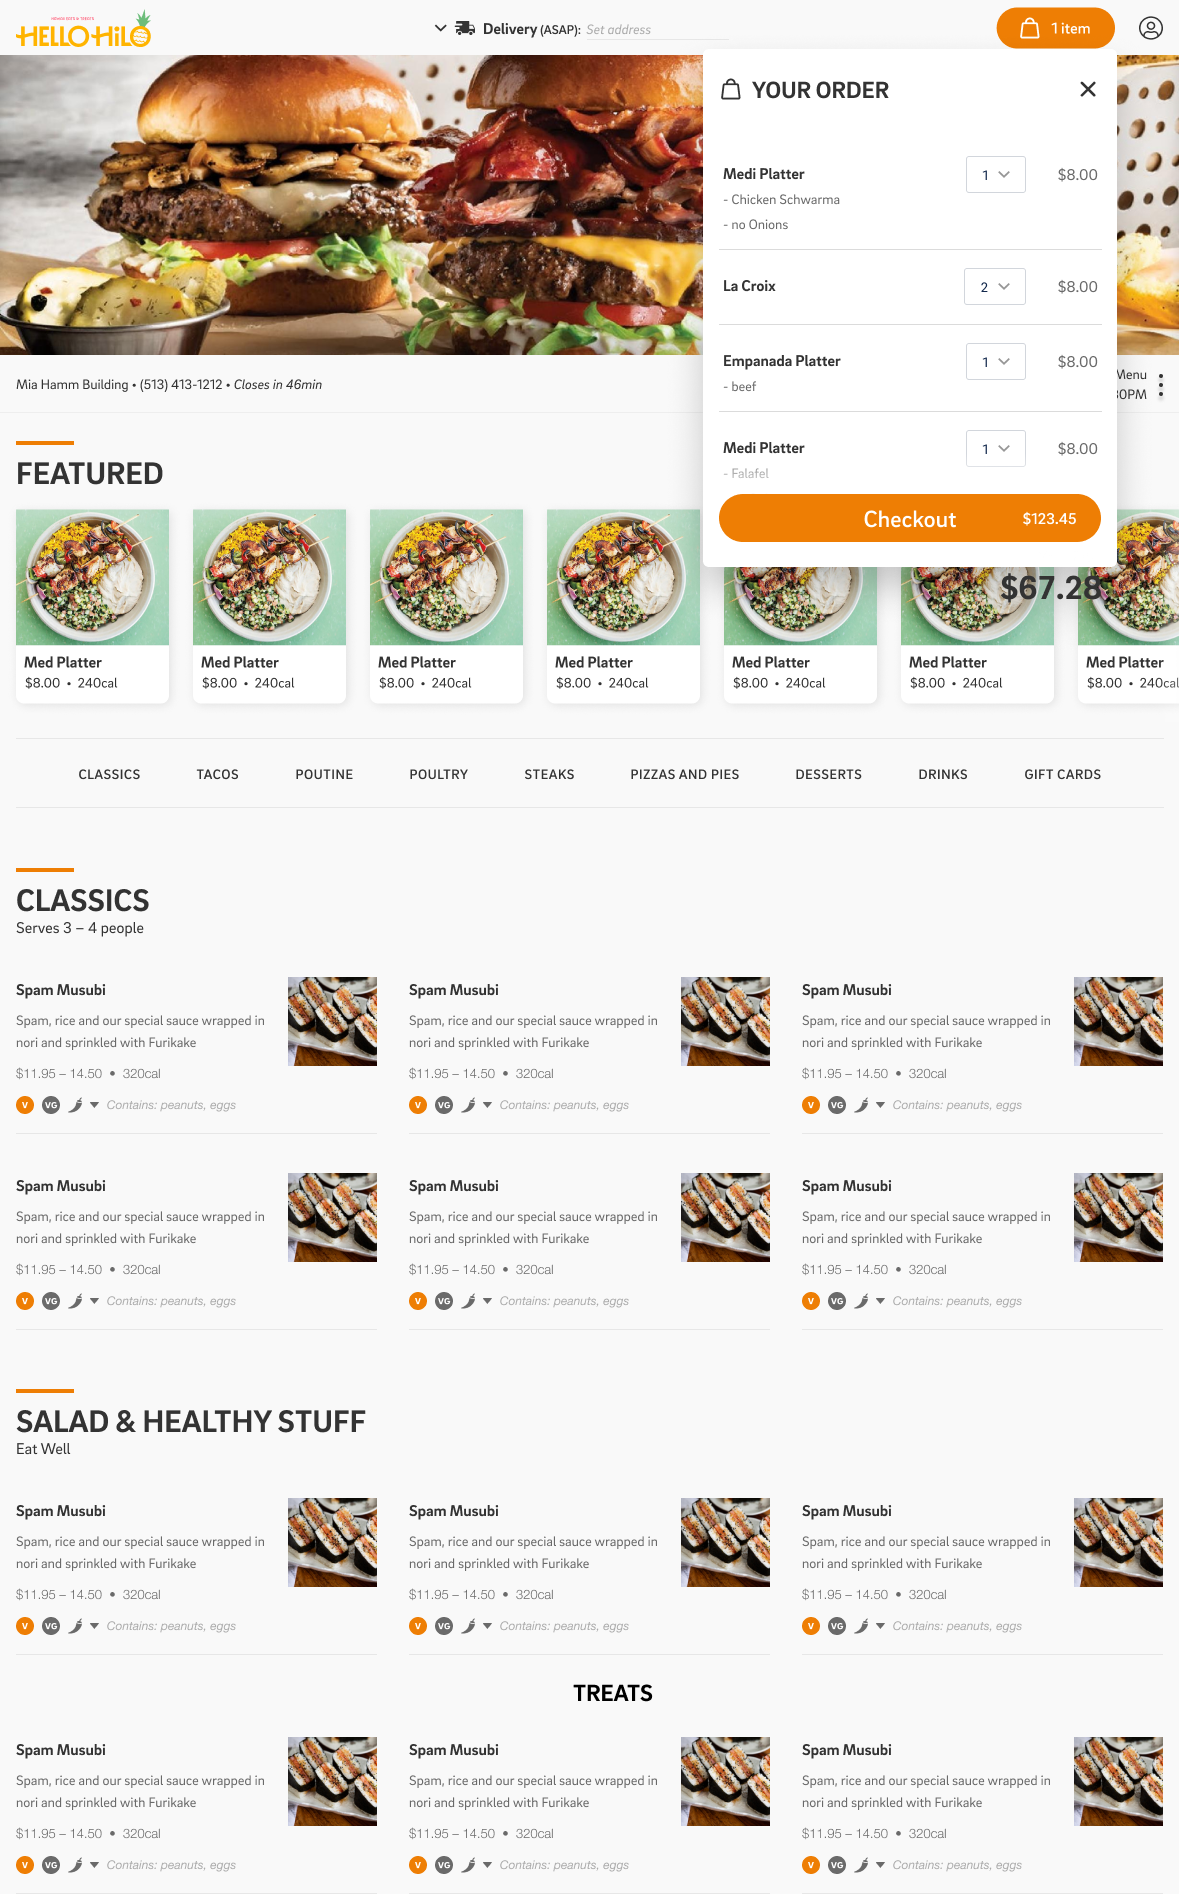 HAWAIIAN EATS & TREATS
HELLO HILO
Delivery (ASAP): Set address
1 item
YOUR ORDER
Medi Platter 1 $8.00
- Chicken Schwarma
- no Onions
La Croix 2 $8.00
Empanada Platter 1 $8.00
- beef
Medi Platter 1 $8.00
- Falafel
Checkout $123.45
$67.28
Mia Hamm Building • (513) 413-1212 • Closes in 46min
Menu
30PM
FEATURED
Med Platter
$8.00 • 240cal
Med Platter
$8.00 • 240cal
Med Platter
$8.00 • 240cal
Med Platter
$8.00 • 240cal
Med Platter
$8.00 • 240cal
Med Platter
$8.00 • 240cal
Med Platter
$8.00 • 240cal
CLASSICS TACOS POUTINE POULTRY STEAKS PIZZAS AND PIES DESSERTS DRINKS GIFT CARDS
CLASSICS
Serves 3 – 4 people
Spam Musubi
Spam, rice and our special sauce wrapped in
nori and sprinkled with Furikake
$11.95 – 14.50 • 320cal
V VG Contains: peanuts, eggs
Spam Musubi
Spam, rice and our special sauce wrapped in
nori and sprinkled with Furikake
$11.95 – 14.50 • 320cal
V VG Contains: peanuts, eggs
Spam Musubi
Spam, rice and our special sauce wrapped in
nori and sprinkled with Furikake
$11.95 – 14.50 • 320cal
V VG Contains: peanuts, eggs
Spam Musubi
Spam, rice and our special sauce wrapped in
nori and sprinkled with Furikake
$11.95 – 14.50 • 320cal
V VG Contains: peanuts, eggs
Spam Musubi
Spam, rice and our special sauce wrapped in
nori and sprinkled with Furikake
$11.95 – 14.50 • 320cal
V VG Contains: peanuts, eggs
Spam Musubi
Spam, rice and our special sauce wrapped in
nori and sprinkled with Furikake
$11.95 – 14.50 • 320cal
V VG Contains: peanuts, eggs
SALAD & HEALTHY STUFF
Eat Well
Spam Musubi
Spam, rice and our special sauce wrapped in
nori and sprinkled with Furikake
$11.95 – 14.50 • 320cal
V VG Contains: peanuts, eggs
Spam Musubi
Spam, rice and our special sauce wrapped in
nori and sprinkled with Furikake
$11.95 – 14.50 • 320cal
V VG Contains: peanuts, eggs
Spam Musubi
Spam, rice and our special sauce wrapped in
nori and sprinkled with Furikake
$11.95 – 14.50 • 320cal
V VG Contains: peanuts, eggs
TREATS
Spam Musubi
Spam, rice and our special sauce wrapped in
nori and sprinkled with Furikake
$11.95 – 14.50 • 320cal
V VG Contains: peanuts, eggs
Spam Musubi
Spam, rice and our special sauce wrapped in
nori and sprinkled with Furikake
$11.95 – 14.50 • 320cal
V VG Contains: peanuts, eggs
Spam Musubi
Spam, rice and our special sauce wrapped in
nori and sprinkled with Furikake
$11.95 – 14.50 • 320cal
V VG Contains: peanuts, eggs